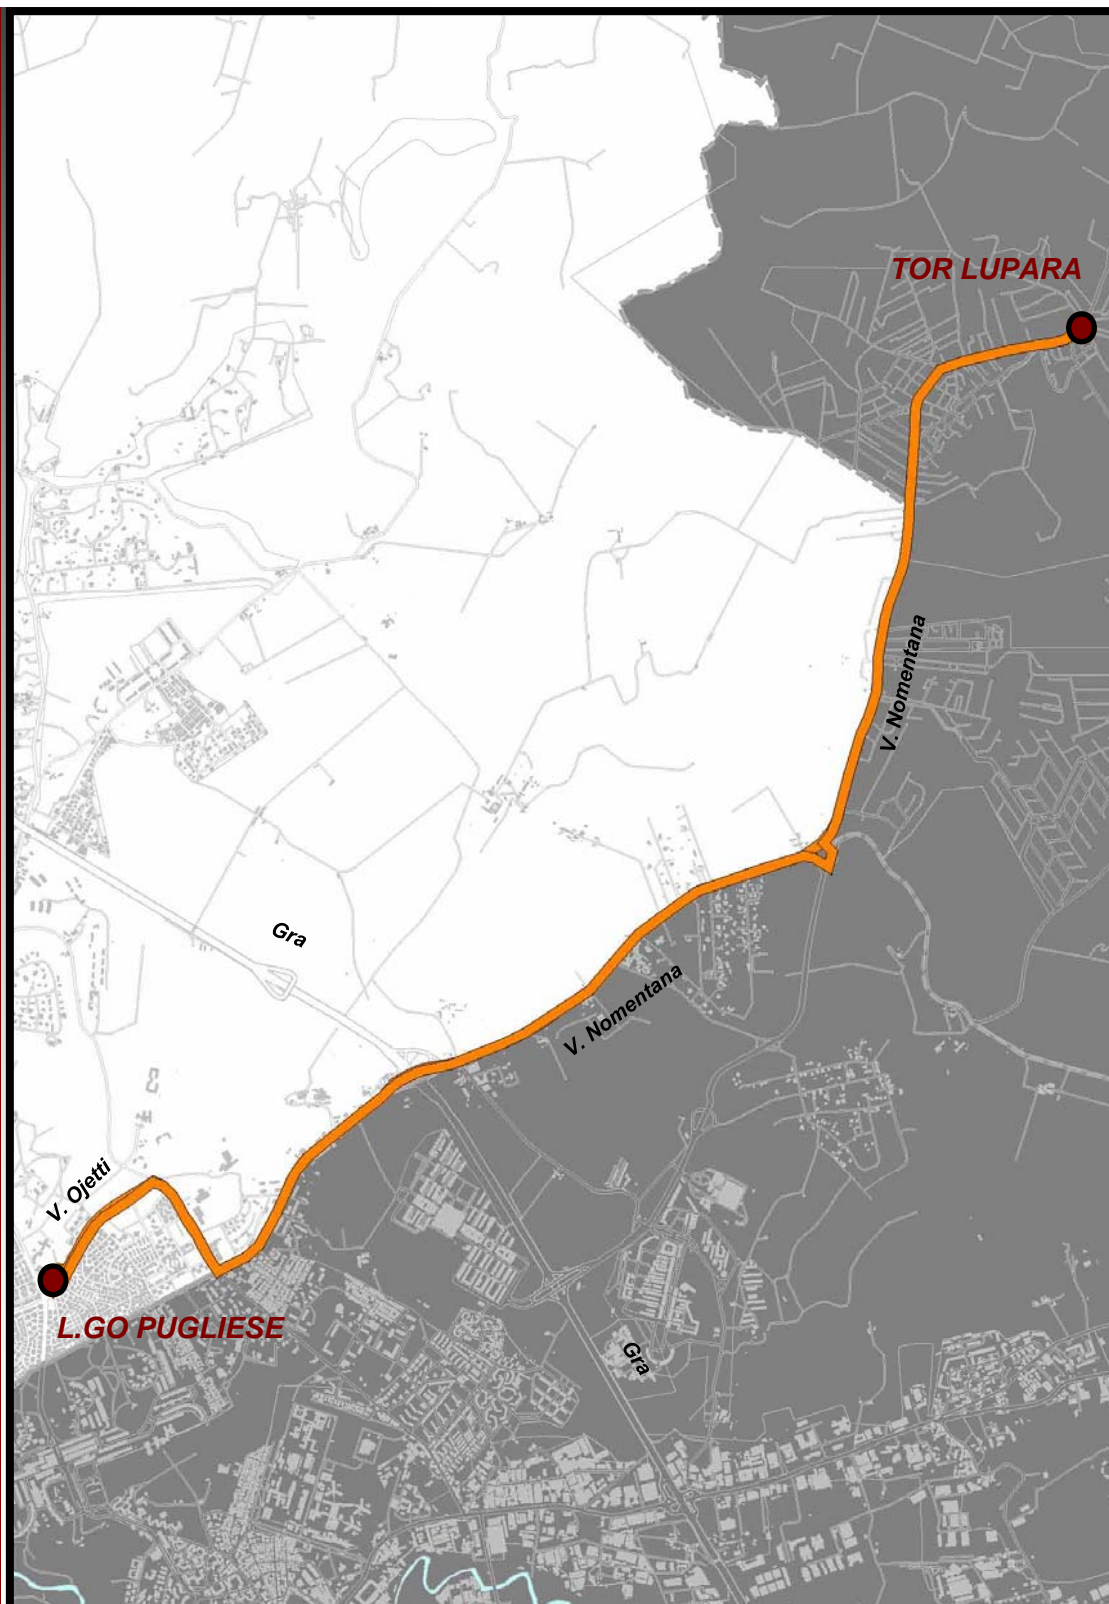 TOR LUPARA
V. Nomentana
Gra
V. Nomentana
V. Ojetti
L.GO PUGLIESE
Gra